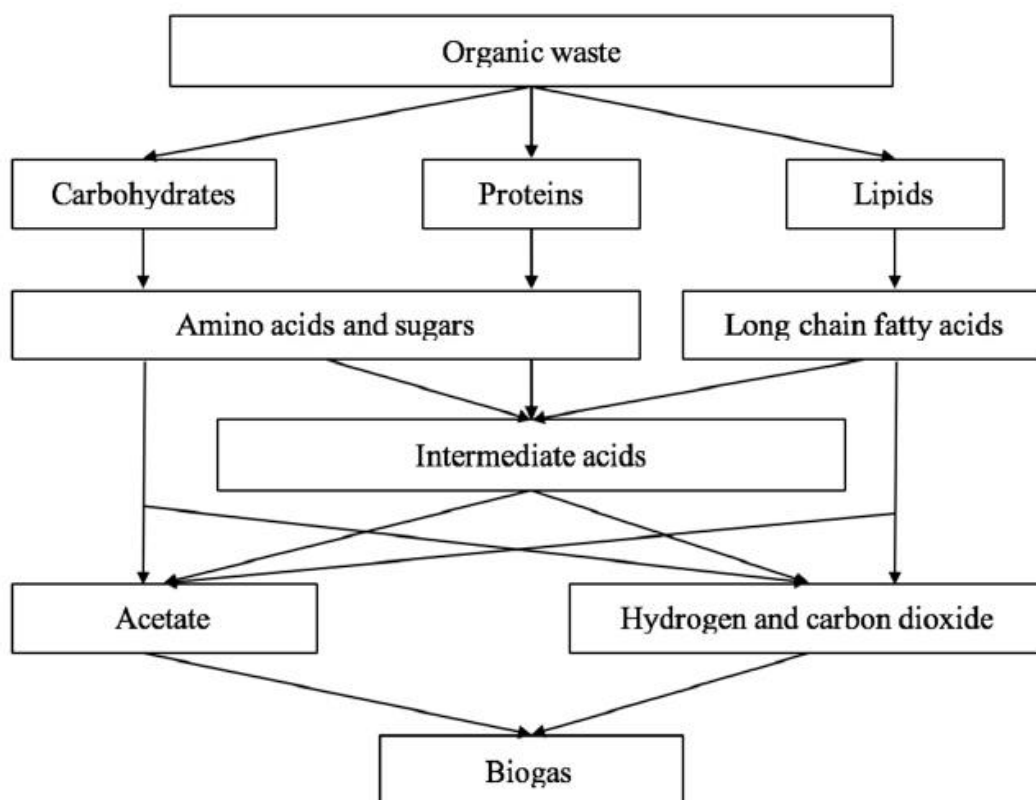 Organic waste
Carbohydrates
Proteins
Lipids
Amino acids and sugars
Long chain fatty acids
Intermediate acids
Acetate
Hydrogen and carbon dioxide
Biogas